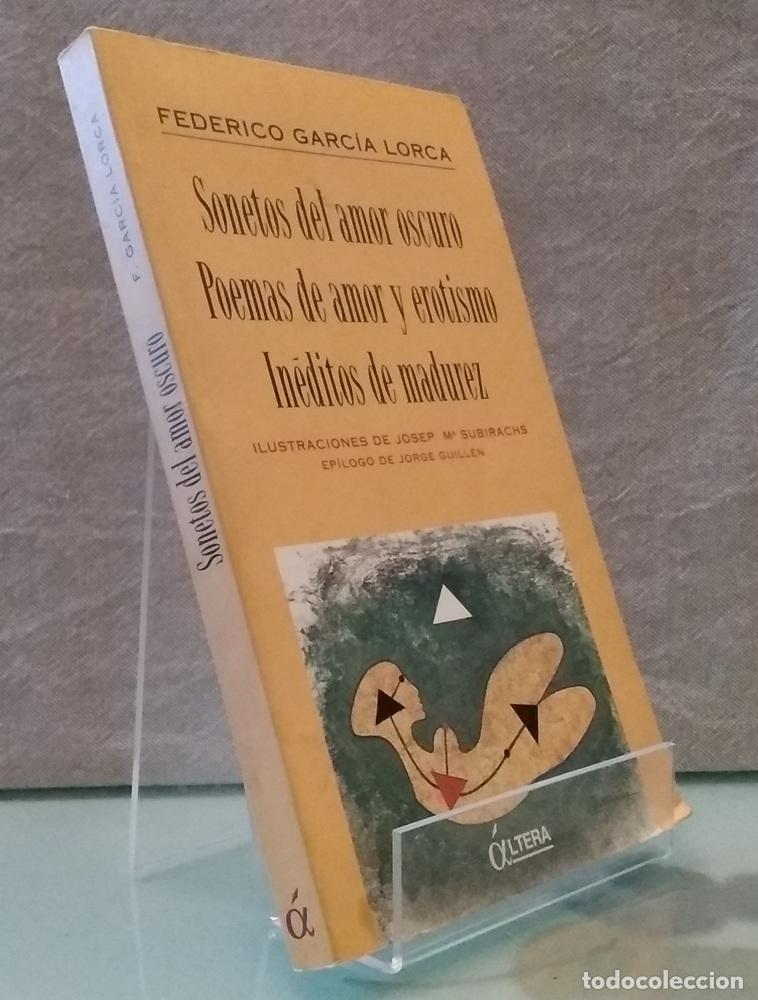 FEDERICO GARCÍA LORCA
Sonetos del amor oscuro
Poemas de amor y erotismo
Inéditos de madurez
ILUSTRACIONES DE JOSEP Mª SUBIRACHS
EPÍLOGO DE JORGE GUILLÉN
άLTERA
F. GARCÍA LORCA
Sonetos del amor oscuro
ά
todocoleccion